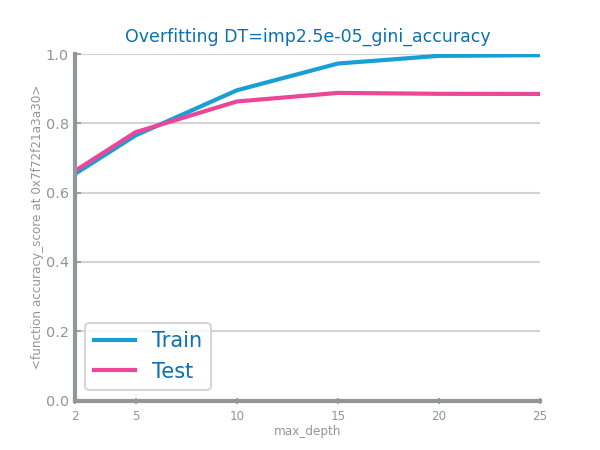 Overfitting DT=imp2.5e-05_gini_accuracy
<function accuracy_score at 0x7f72f21a3a30>
1.0
0.8
0.6
0.4
0.2
0.0
Train
Test
2 5 10 15 20 25
max_depth